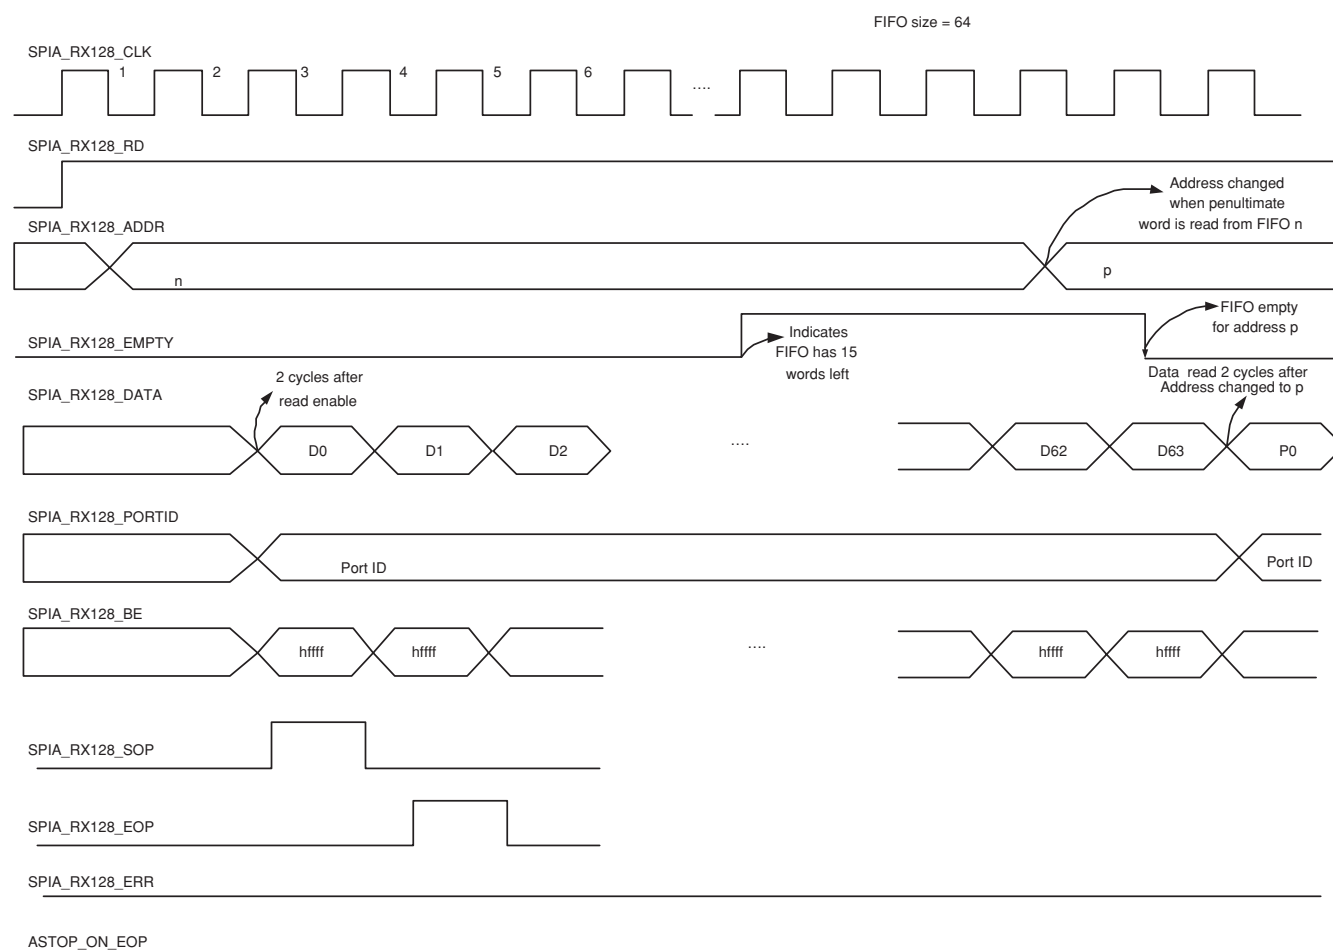 FIFO size = 64
SPIA_RX128_CLK
1 2 3 4 5 6
....
SPIA_RX128_RD
Address changed
when penultimate
word is read from FIFO n
SPIA_RX128_ADDR
n
p
FIFO empty
for address p
Indicates
FIFO has 15
words left
SPIA_RX128_EMPTY
2 cycles after
read enable
Data read 2 cycles after
Address changed to p
SPIA_RX128_DATA
D0 D1 D2 .... D62 D63 P0
SPIA_RX128_PORTID
Port ID Port ID
SPIA_RX128_BE
hffff hffff .... hffff hffff
SPIA_RX128_SOP
SPIA_RX128_EOP
SPIA_RX128_ERR
ASTOP_ON_EOP